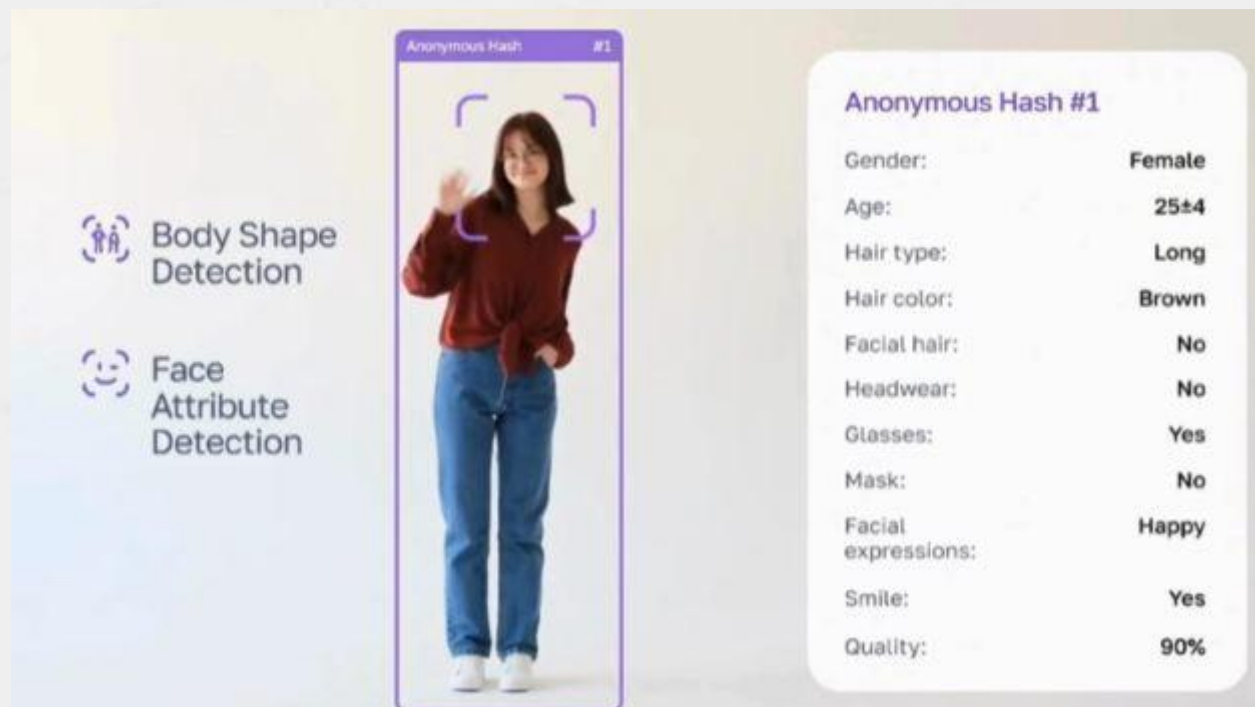 Anonymous Hash #1
Body Shape
Detection
Face
Attribute
Detection
Anonymous Hash #1
Gender: Female
Age: 25±4
Hair type: Long
Hair color: Brown
Facial hair: No
Headwear: No
Glasses: Yes
Mask: No
Facial
expressions: Happy
Smile: Yes
Quality: 90%